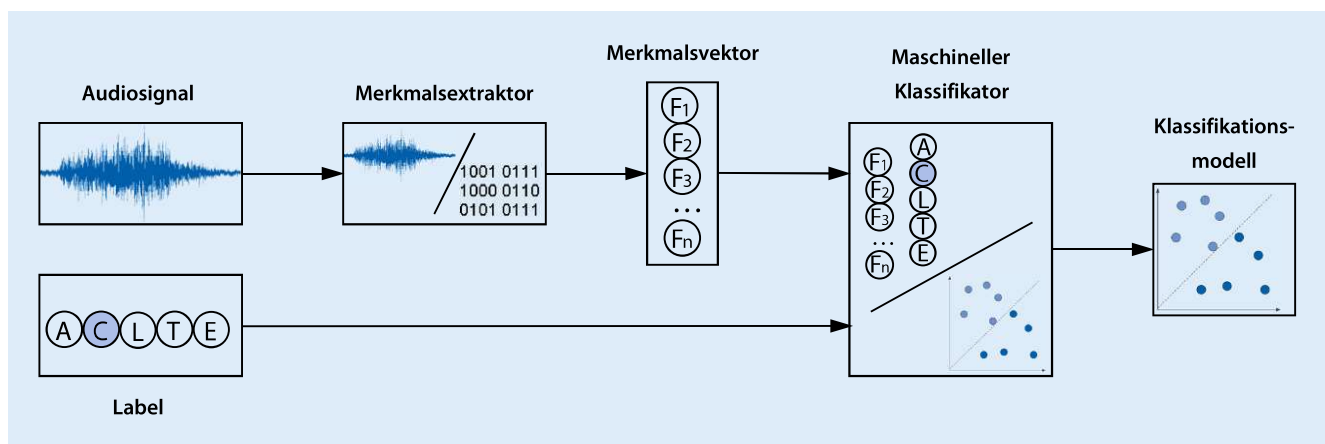 Audiosignal
Merkmalsextraktor
1001 0111
1000 0110
0101 0111
Merkmalsvektor
F1
F2
F3
...
Fn
Maschineller
Klassifikator
F1
F2
F3
...
Fn
A
C
L
T
E
Klassifikations-
modell
A C L T E
Label